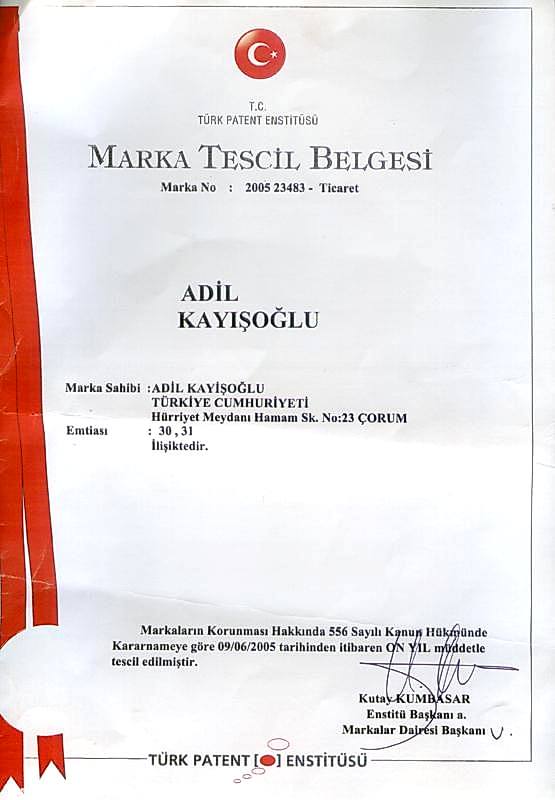 T.C.
TÜRK PATENT ENSTİTÜSÜ
MARKA TESCİL BELGESİ
Marka No : 2005 23483 - Ticaret
ADİL
KAYIŞOĞLU
Marka Sahibi :ADİL KAYİŞOĞLU
TÜRKİYE CUMHURİYETİ
Hürriyet Meydanı Hamam Sk. No:23 ÇORUM
Emtiası : 30 , 31
İlişiktedir.
Markaların Korunması Hakkında 556 Sayılı Kanun Hükmünde
Kararnameye göre 09/06/2005 tarihinden itibaren ON YIL müddetle
tescil edilmiştir.
Kutay KUMBASAR
Enstitü Başkanı a.
Markalar Dairesi Başkanı V .
TÜRK PATENT [ ] ENSTİTÜSÜ